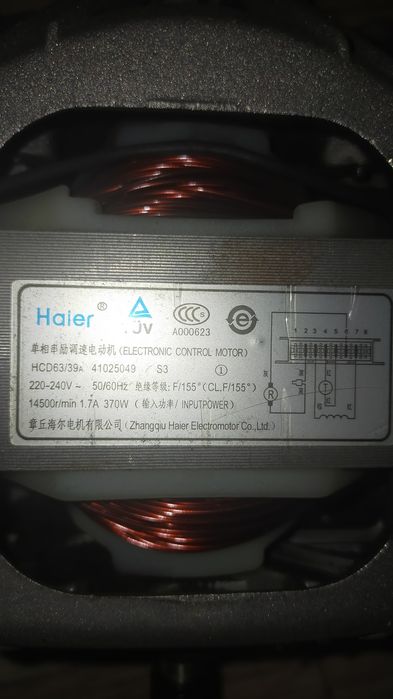 Haier ®
TÜV
CCC S
A000623
e
单相串励调速电动机(ELECTRONIC CONTROL MOTOR)
HCD63/39A 41025049 / S3 ①
220-240V ~ 50/60Hz 绝缘等级:F/155°(CL.F/155°)
14500r/min 1.7A 370W (输入功率/INPUTPOWER)
章丘海尔电机有限公司(Zhangqiu Haier Electromotor Co.,Ltd.)
1 2 3 4 5 6 7 8
R
T